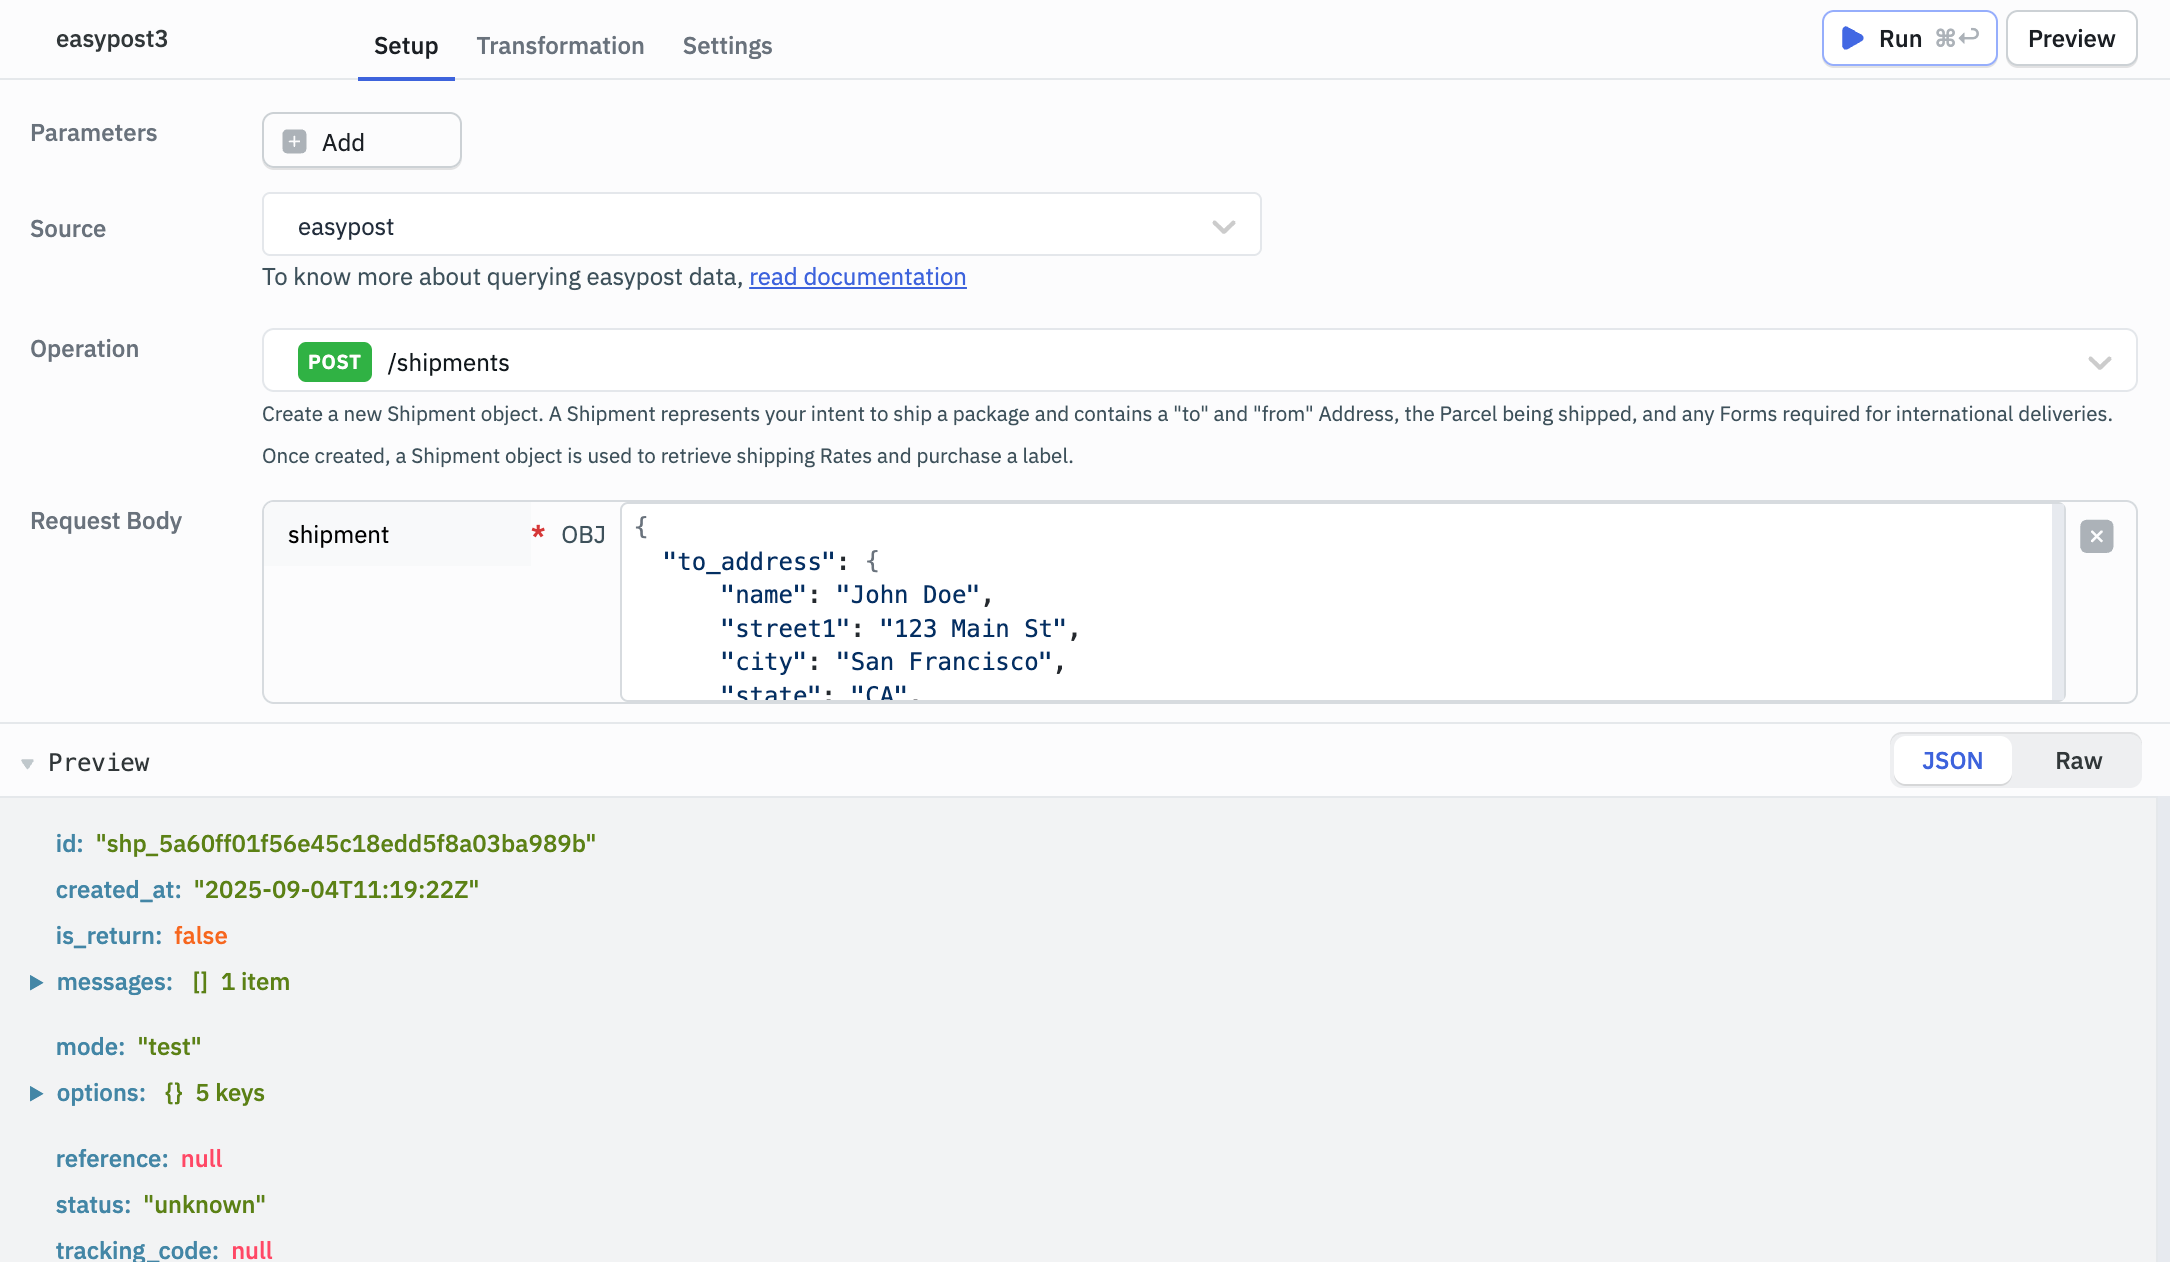 easypost3
Setup
Transformation
Settings
Run ⌘↩
Preview
Parameters
+ Add
Source
easypost
To know more about querying easypost data, read documentation
Operation
POST /shipments
Create a new Shipment object. A Shipment represents your intent to ship a package and contains a "to" and "from" Address, the Parcel being shipped, and any Forms required for international deliveries.
Once created, a Shipment object is used to retrieve shipping Rates and purchase a label.
Request Body
shipment * OBJ
{
"to_address": {
"name": "John Doe",
"street1": "123 Main St",
"city": "San Francisco",
"state": "CA",
Preview
JSON
Raw
id: "shp_5a60ff01f56e45c18edd5f8a03ba989b"
created_at: "2025-09-04T11:19:22Z"
is_return: false
messages: [] 1 item
mode: "test"
options: {} 5 keys
reference: null
status: "unknown"
tracking_code: null